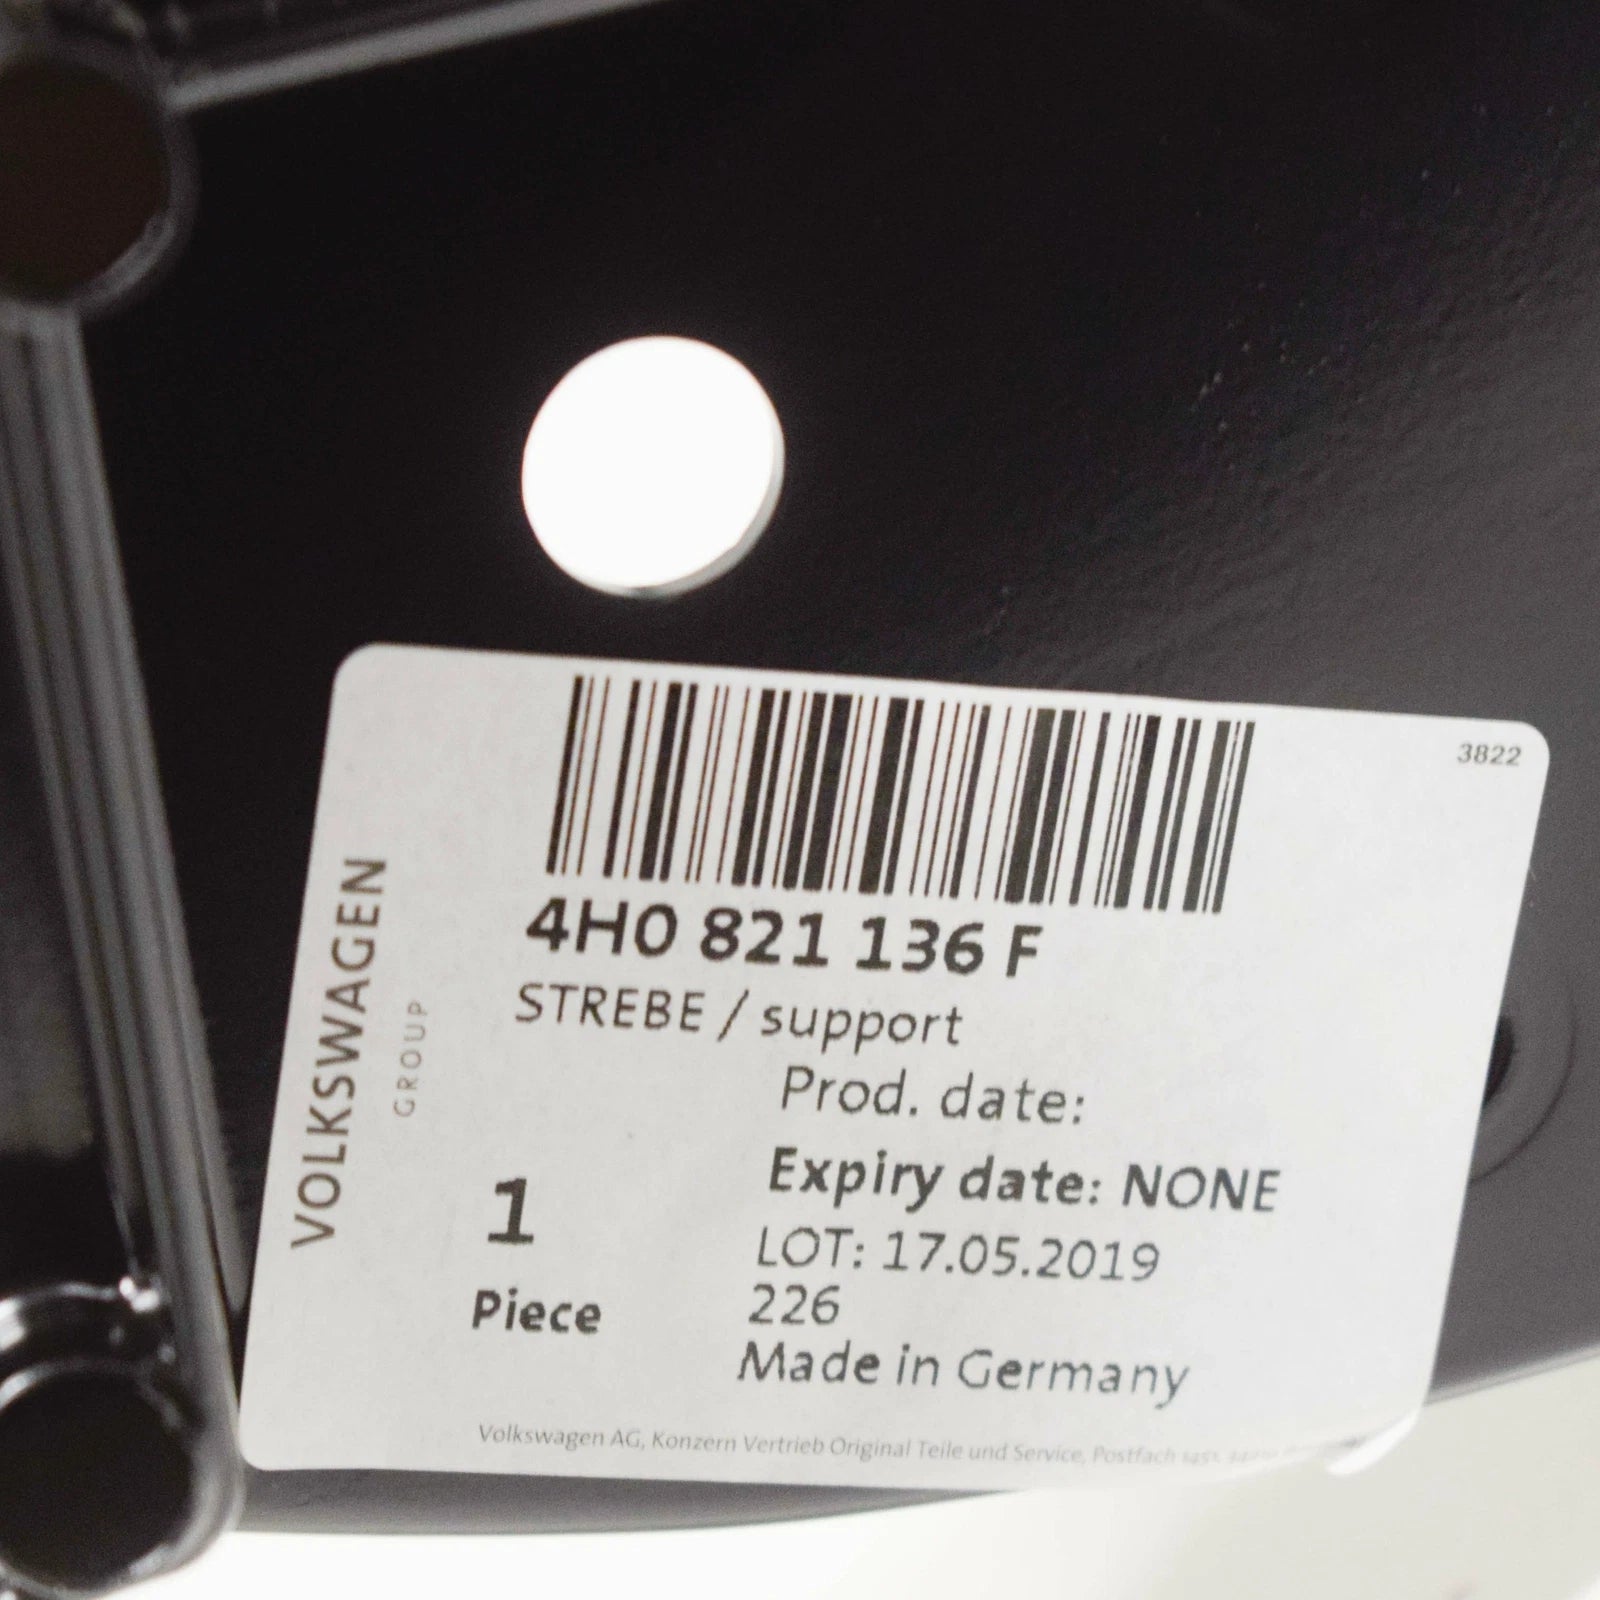 3822
4H0 821 136 F
STREBE / support
Prod. date:
Expiry date: NONE
LOT: 17.05.2019
226
Made in Germany
1
Piece
VOLKSWAGEN
GROUP
Volkswagen AG, Konzern Vertrieb Original Teile und Service, Postfach